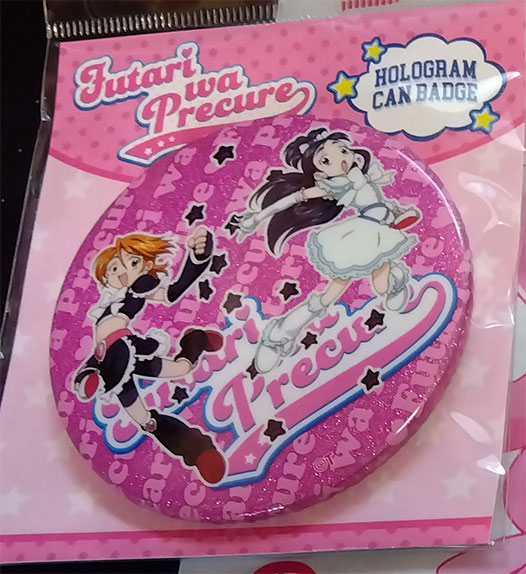 Futari
wa
Precure
HOLOGRAM
CAN BADGE
Futari
wa
Precure
©T